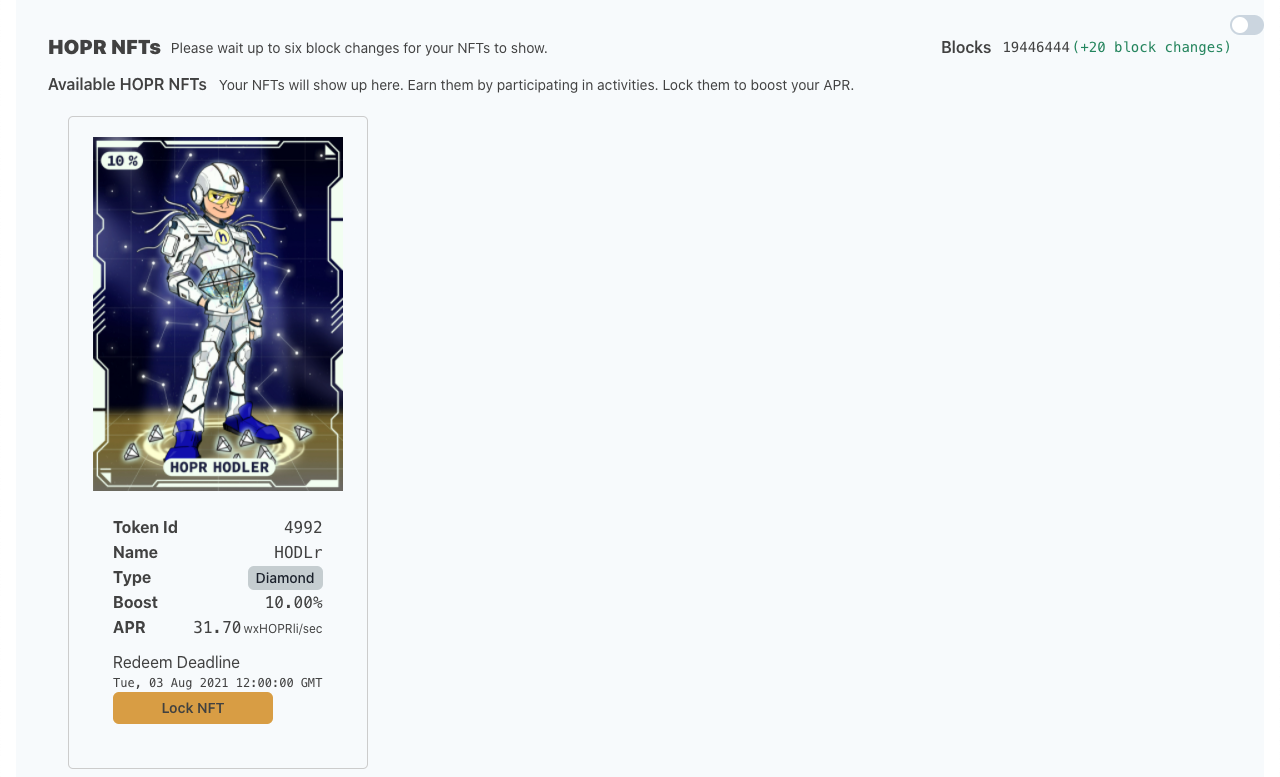 HOPR NFTs Please wait up to six block changes for your NFTs to show.
Blocks 19446444 (+20 block changes)
Available HOPR NFTs Your NFTs will show up here. Earn them by participating in activities. Lock them to boost your APR.
10 %
h
HOPR HODLER
Token Id 4992
Name HODLr
Type Diamond
Boost 10.00%
APR 31.70 wxHOPRli/sec
Redeem Deadline
Tue, 03 Aug 2021 12:00:00 GMT
Lock NFT